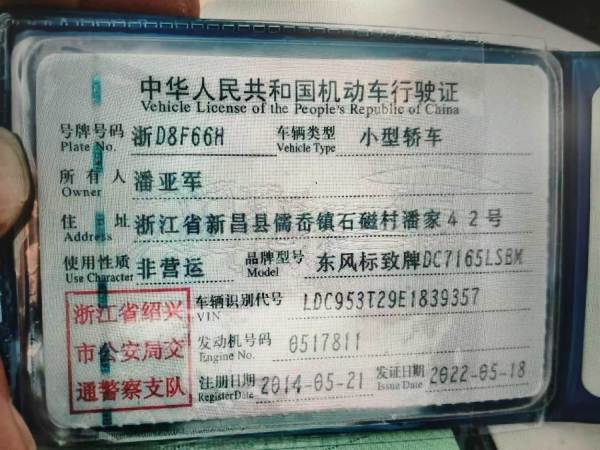 中华人民共和国机动车行驶证
Vehicle License of the People's Republic of China
号牌号码 浙D8F66H 车辆类型 小型轿车
Plate No. Vehicle Type
所有人 潘亚军
Owner
住址 浙江省新昌县儒岙镇石磁村潘家42号
Address
使用性质 非营运 品牌型号 东风标致牌DC7165LSBM
Use Character Model
浙江省绍兴
市公安局交
通警察支队
车辆识别代号 LDC953T29E1839357
VIN
发动机号码 0517811
Engine No.
注册日期 2014-05-21 发证日期 2022-05-18
RegisterDate Issue Date